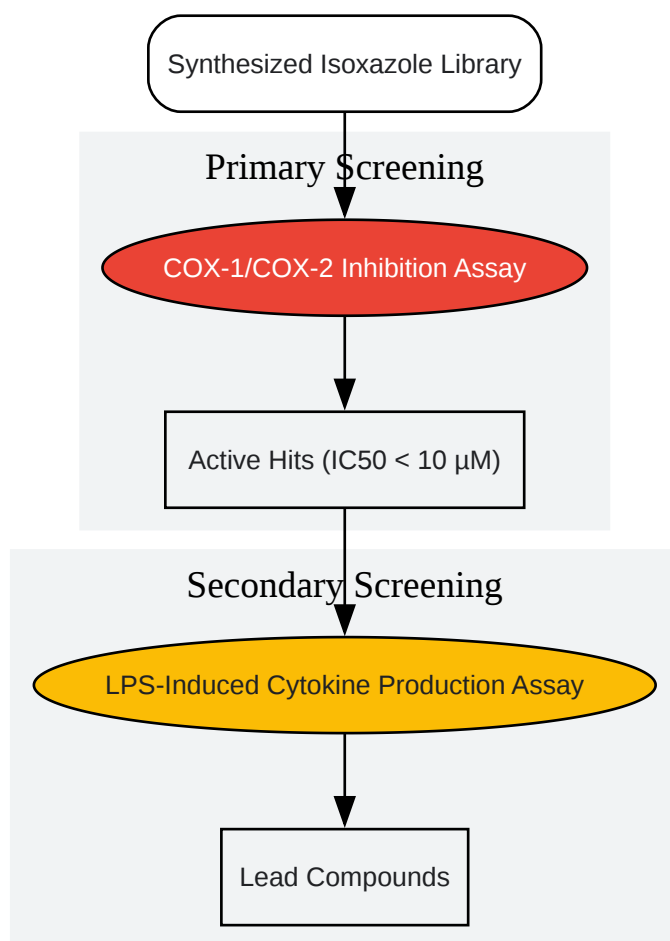 Synthesized Isoxazole Library
Primary Screening
COX-1/COX-2 Inhibition Assay
Active Hits (IC50 < 10 µM)
Secondary Screening
LPS-Induced Cytokine Production Assay
Lead Compounds